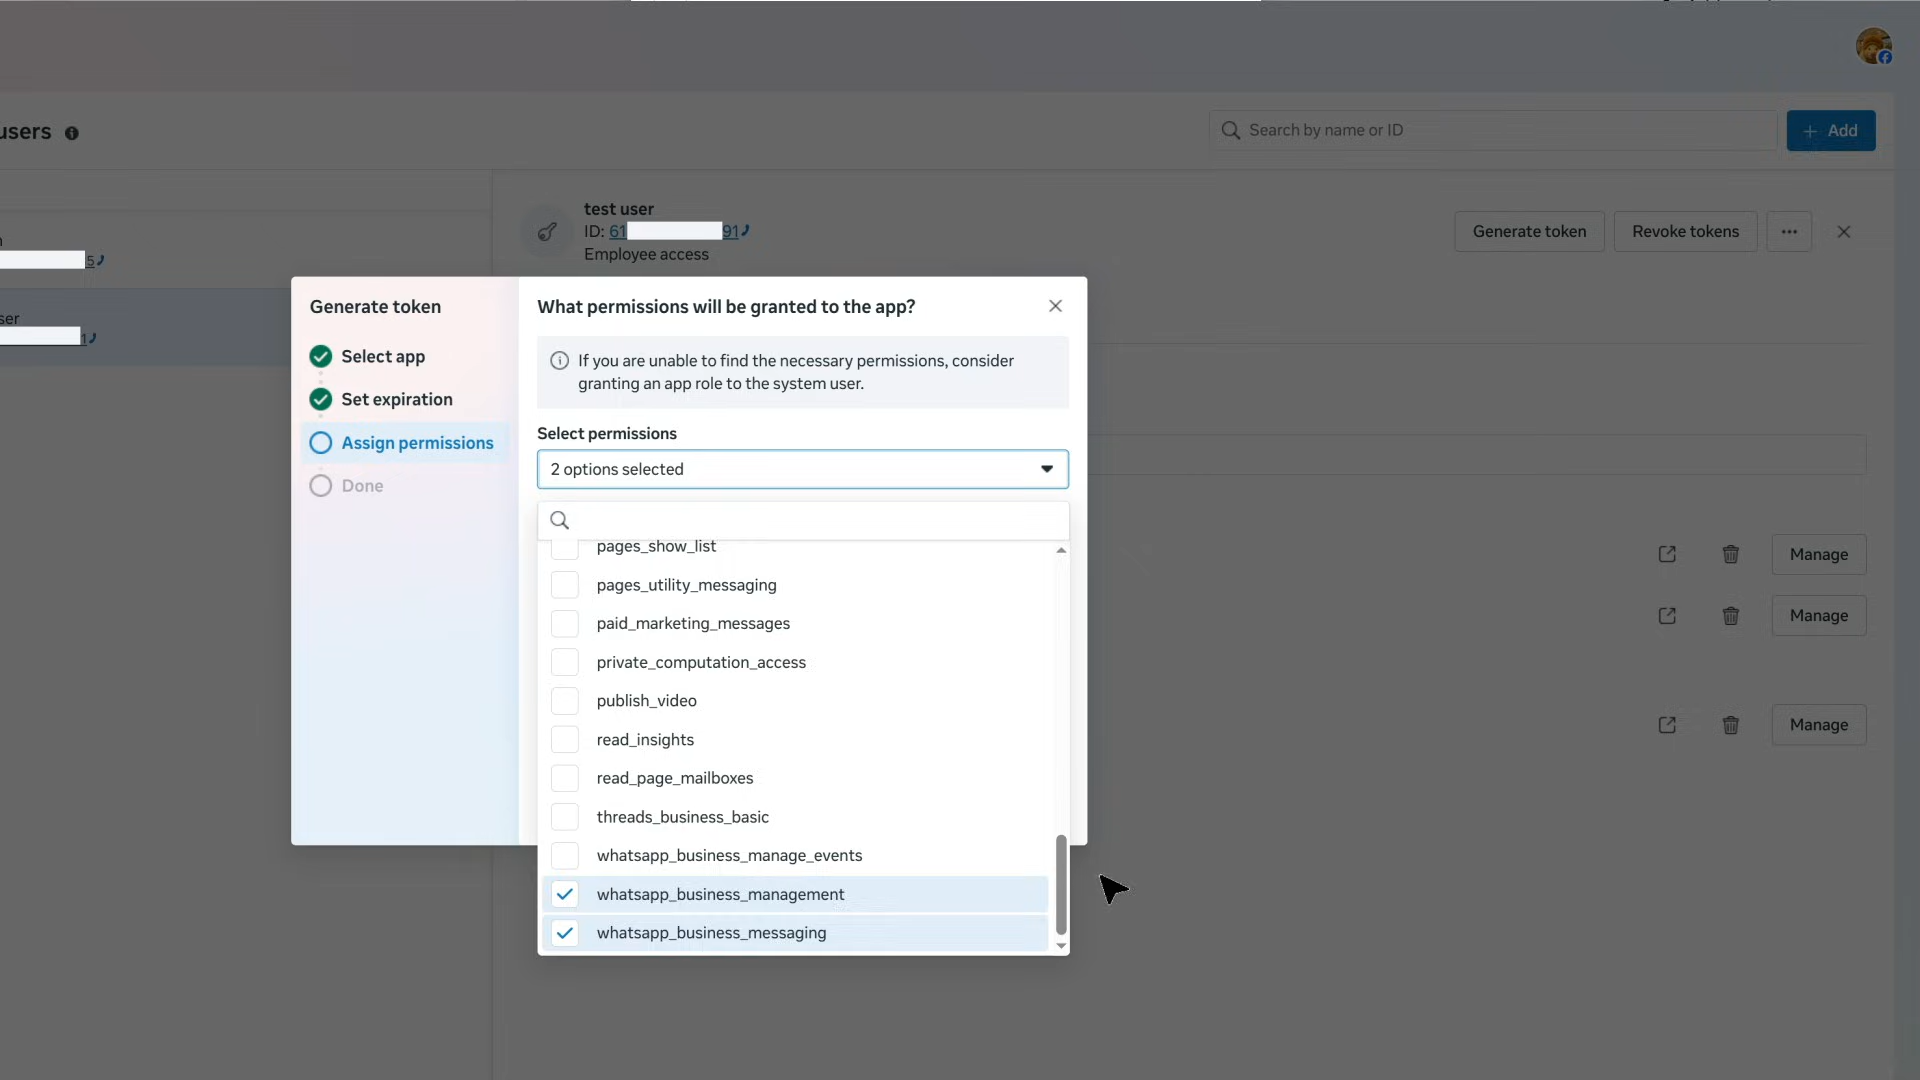 users
Search by name or ID
+ Add
test user
ID: 61 91
Employee access
Generate token
Revoke tokens
5
ser
1
Generate token
Select app
Set expiration
Assign permissions
Done
What permissions will be granted to the app?
If you are unable to find the necessary permissions, consider
granting an app role to the system user.
Select permissions
2 options selected
pages_show_list
pages_utility_messaging
paid_marketing_messages
private_computation_access
publish_video
read_insights
read_page_mailboxes
threads_business_basic
whatsapp_business_manage_events
whatsapp_business_management
whatsapp_business_messaging
Manage
Manage
Manage